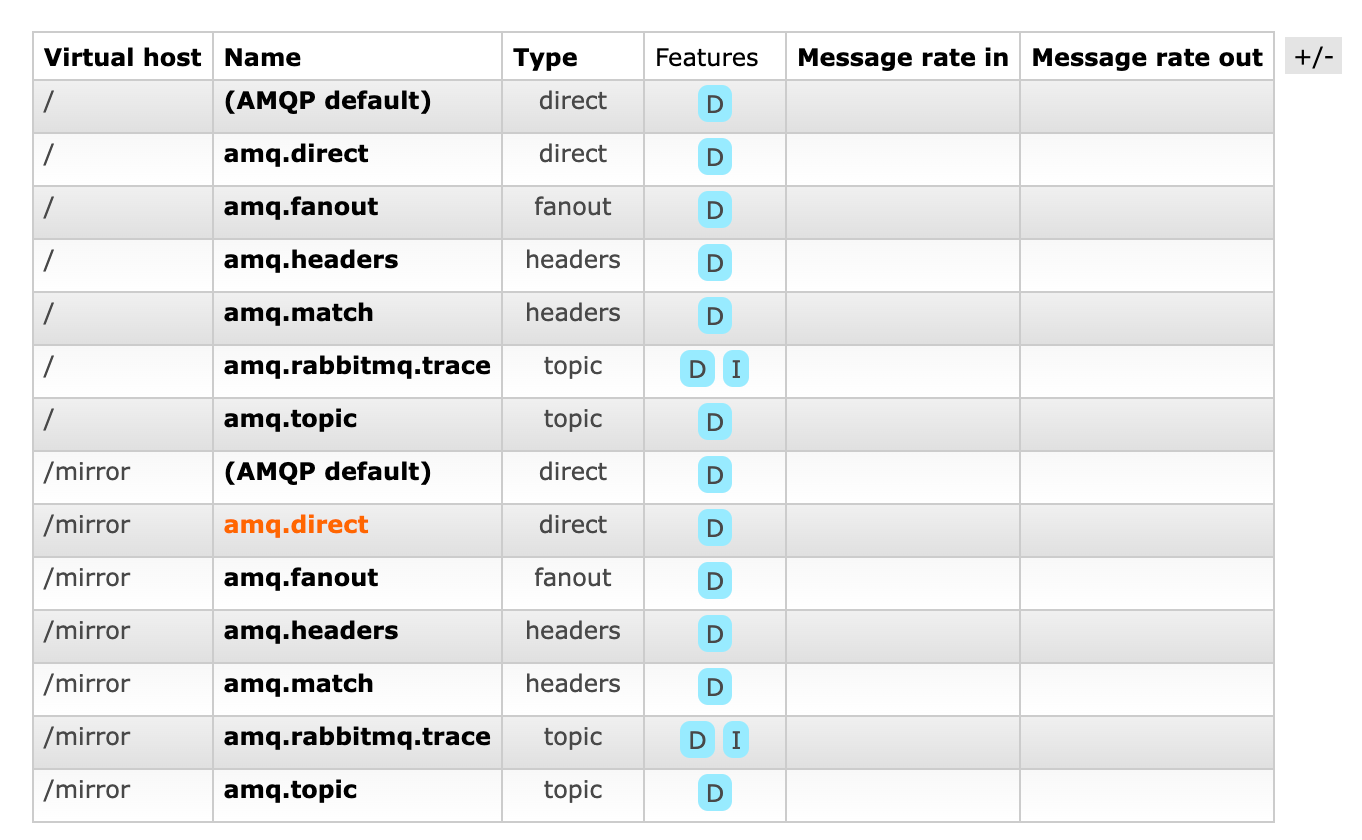 Virtual host Name Type Features Message rate in Message rate out +/-
/ (AMQP default) direct D
/ amq.direct direct D
/ amq.fanout fanout D
/ amq.headers headers D
/ amq.match headers D
/ amq.rabbitmq.trace topic D I
/ amq.topic topic D
/mirror (AMQP default) direct D
/mirror amq.direct direct D
/mirror amq.fanout fanout D
/mirror amq.headers headers D
/mirror amq.match headers D
/mirror amq.rabbitmq.trace topic D I
/mirror amq.topic topic D